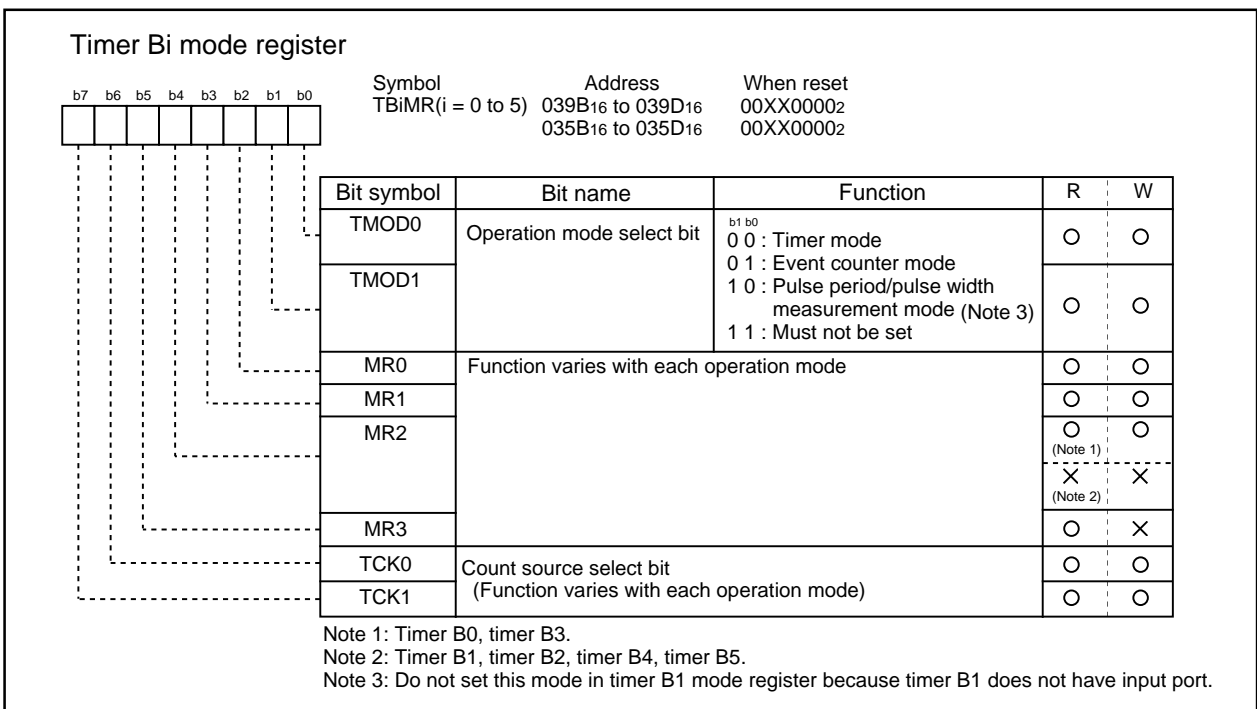 Timer Bi mode register
Symbol Address When reset
TBiMR(i = 0 to 5) 039B16 to 039D16 00XX00002
035B16 to 035D16 00XX00002
b7 b6 b5 b4 b3 b2 b1 b0
Bit symbol Bit name Function R W
TMOD0 Operation mode select bit
b1 b0
0 0 : Timer mode
0 1 : Event counter mode
TMOD1
1 0 : Pulse period/pulse width
measurement mode (Note 3)
1 1 : Must not be set
MR0 Function varies with each operation mode
MR1
MR2
(Note 1)
(Note 2)
MR3
TCK0 Count source select bit
TCK1 (Function varies with each operation mode)
Note 1: Timer B0, timer B3.
Note 2: Timer B1, timer B2, timer B4, timer B5.
Note 3: Do not set this mode in timer B1 mode register because timer B1 does not have input port.